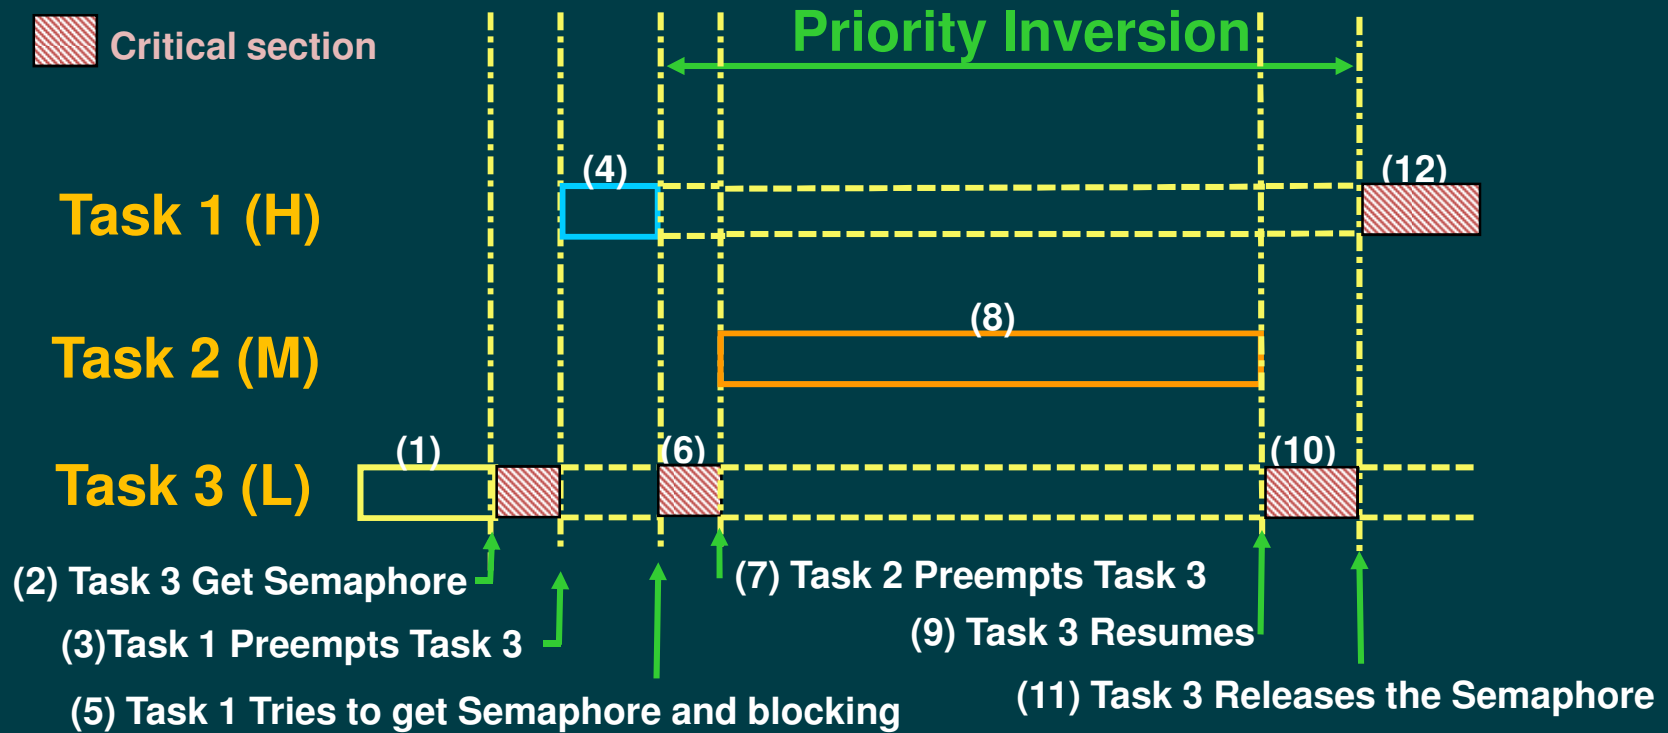 Critical section
Priority Inversion
(4)
(12)
Task 1 (H)
(8)
Task 2 (M)
(1)
(6)
(10)
Task 3 (L)
(2) Task 3 Get Semaphore
(7) Task 2 Preempts Task 3
(3)Task 1 Preempts Task 3
(9) Task 3 Resumes
(5) Task 1 Tries to get Semaphore and blocking
(11) Task 3 Releases the Semaphore